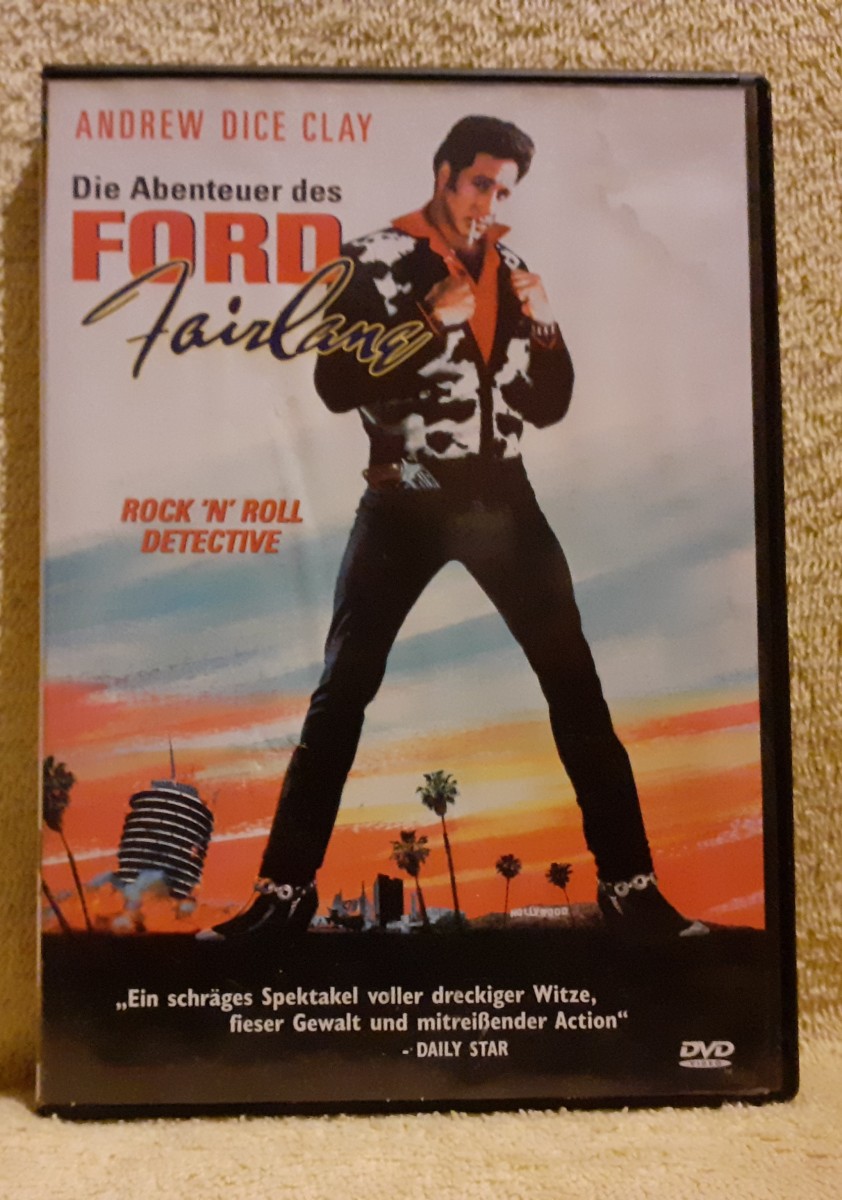 ANDREW DICE CLAY
Die Abenteuer des
FORD
Fairlane
ROCK 'N' ROLL
DETECTIVE
HOLLYWOOD
„Ein schräges Spektakel voller dreckiger Witze,
fieser Gewalt und mitreißender Action“
- DAILY STAR
DVD
VIDEO